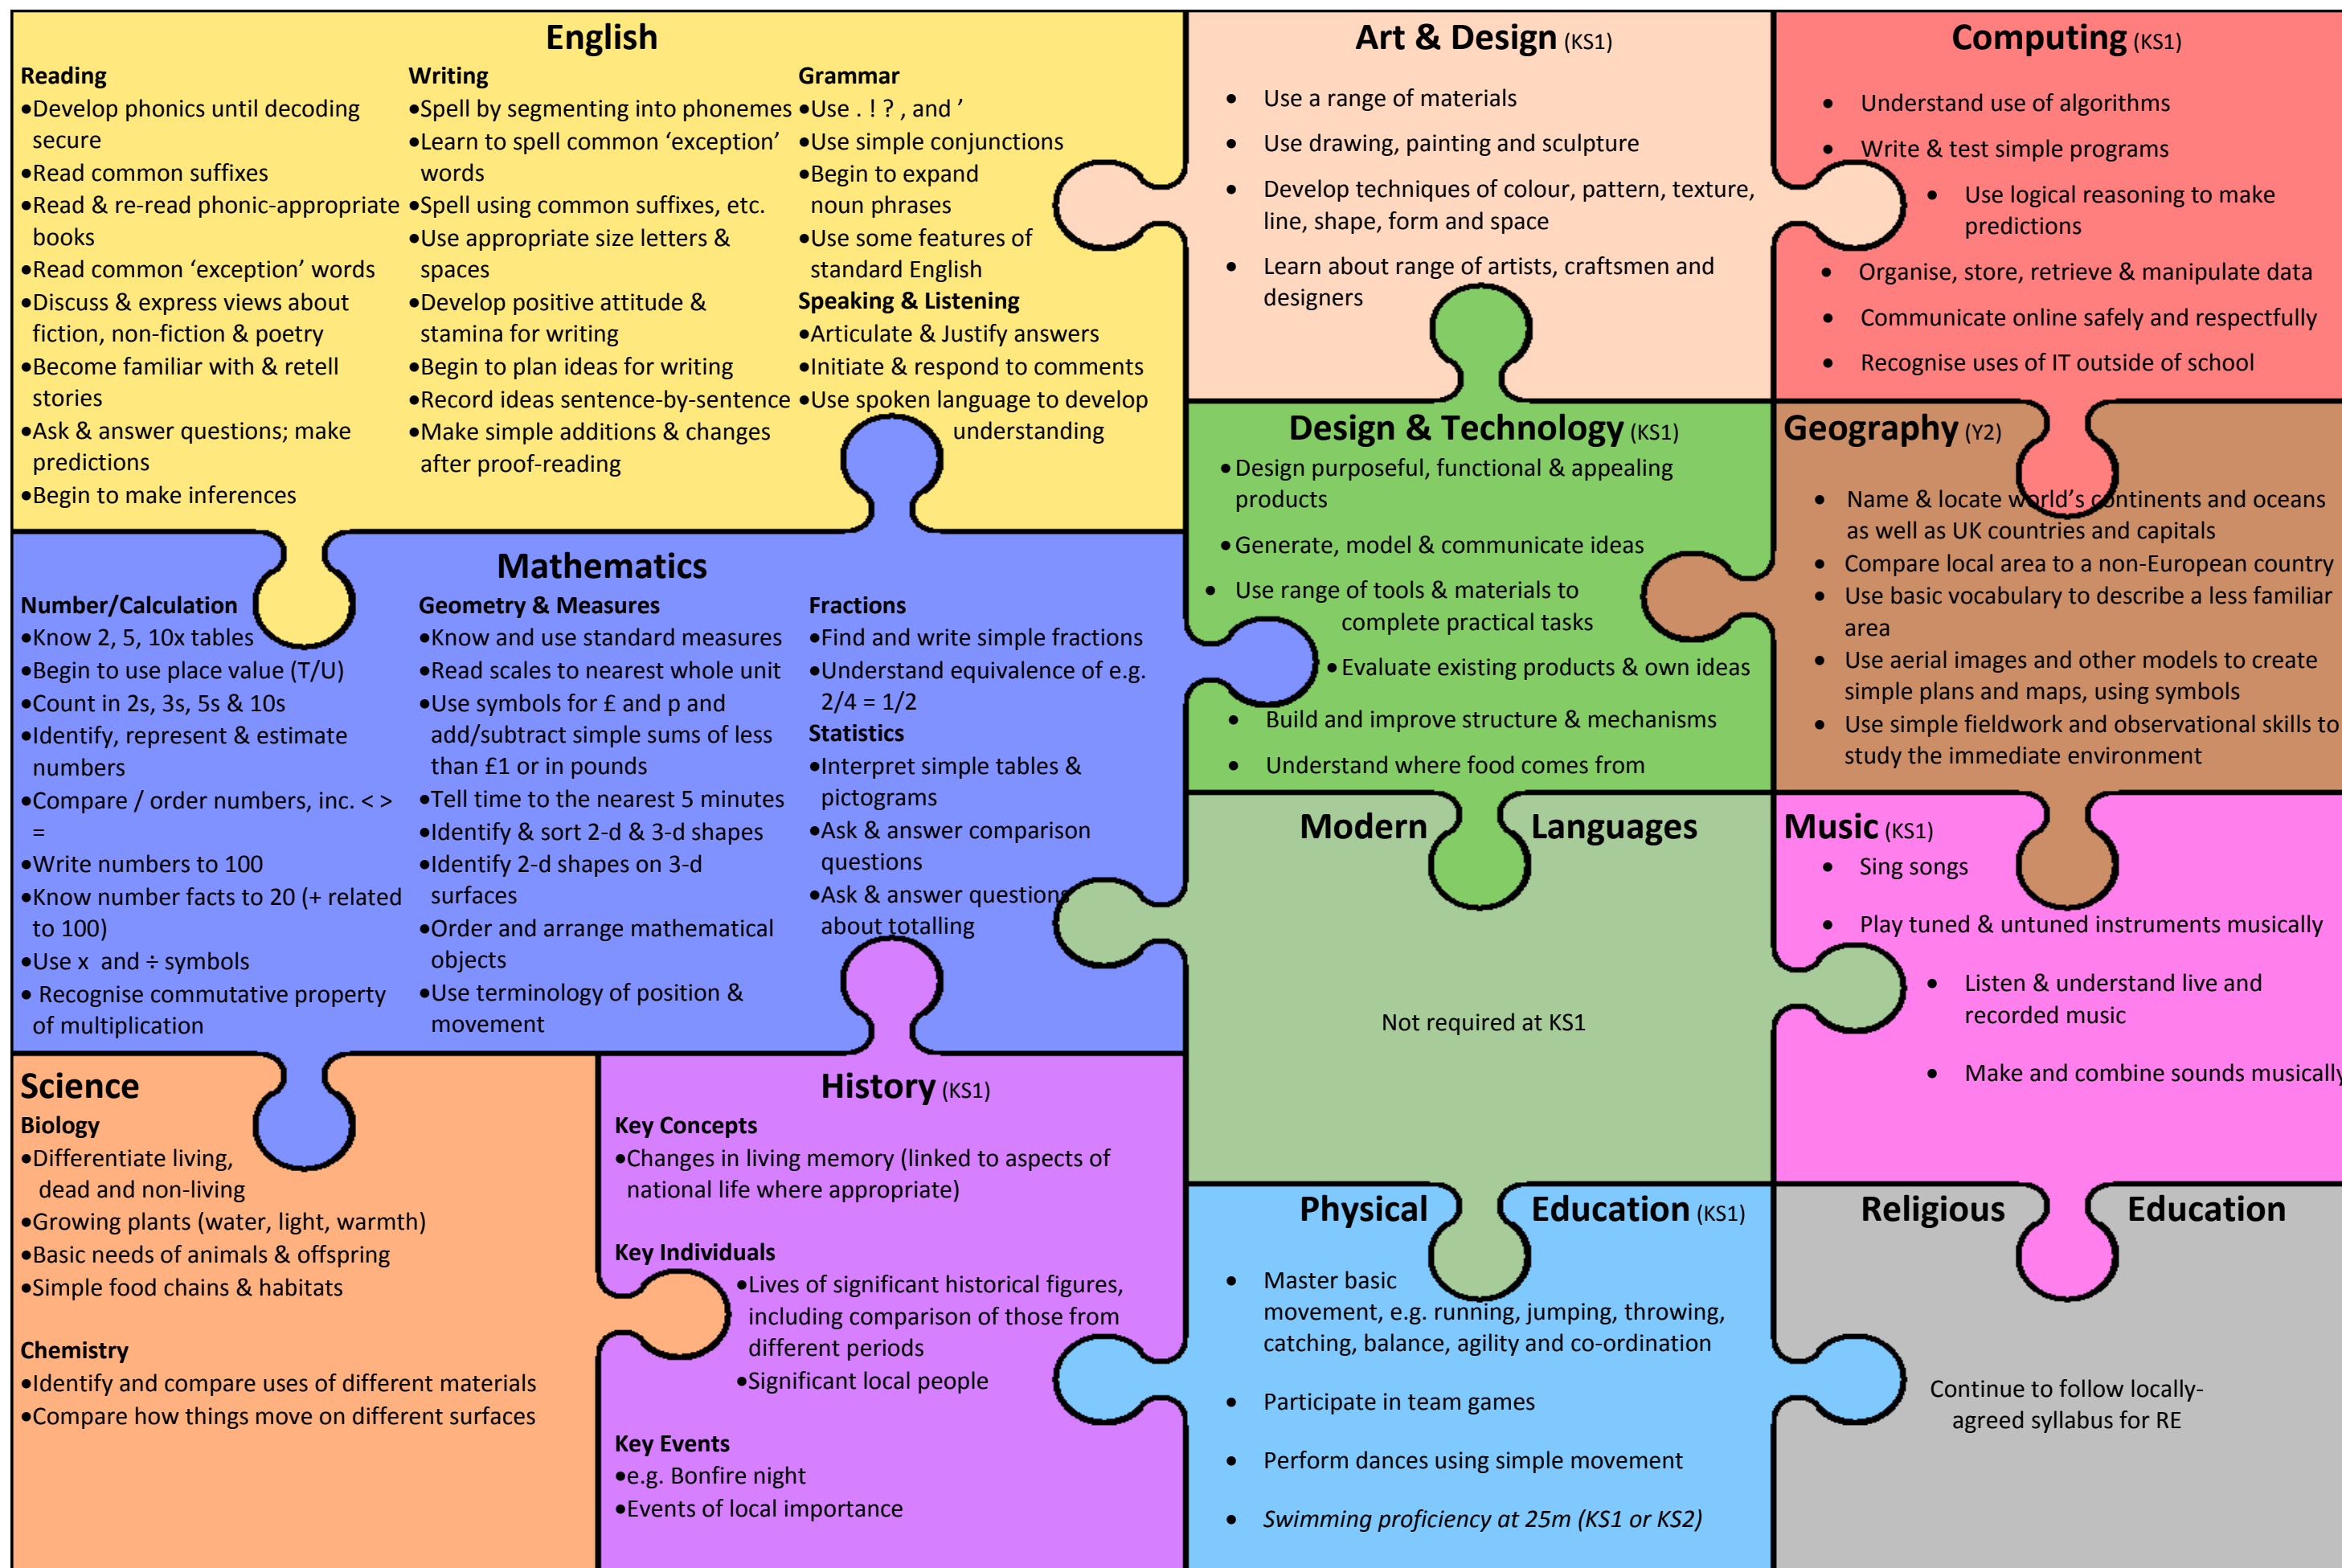 English
Reading
•Develop phonics until decoding
secure
•Read common suffixes
•Read & re-read phonic-appropriate
books
•Read common ‘exception’ words
•Discuss & express views about
fiction, non-fiction & poetry
•Become familiar with & retell
stories
•Ask & answer questions; make
predictions
•Begin to make inferences
Writing
•Spell by segmenting into phonemes
•Learn to spell common ‘exception’
words
•Spell using common suffixes, etc.
•Use appropriate size letters &
spaces
•Develop positive attitude &
stamina for writing
•Begin to plan ideas for writing
•Record ideas sentence-by-sentence
•Make simple additions & changes
after proof-reading
Grammar
•Use . ! ? , and ’
•Use simple conjunctions
•Begin to expand
noun phrases
•Use some features of
standard English
Speaking & Listening
•Articulate & Justify answers
•Initiate & respond to comments
•Use spoken language to develop
understanding
Art & Design (KS1)
• Use a range of materials
• Use drawing, painting and sculpture
• Develop techniques of colour, pattern, texture,
line, shape, form and space
• Learn about range of artists, craftsmen and
designers
Computing (KS1)
• Understand use of algorithms
• Write & test simple programs
• Use logical reasoning to make
predictions
• Organise, store, retrieve & manipulate data
• Communicate online safely and respectfully
• Recognise uses of IT outside of school
Mathematics
Number/Calculation
•Know 2, 5, 10x tables
•Begin to use place value (T/U)
•Count in 2s, 3s, 5s & 10s
•Identify, represent & estimate
numbers
•Compare / order numbers, inc. < >
=
•Write numbers to 100
•Know number facts to 20 (+ related
to 100)
•Use x and ÷ symbols
• Recognise commutative property
of multiplication
Geometry & Measures
•Know and use standard measures
•Read scales to nearest whole unit
•Use symbols for £ and p and
add/subtract simple sums of less
than £1 or in pounds
•Tell time to the nearest 5 minutes
•Identify & sort 2-d & 3-d shapes
•Identify 2-d shapes on 3-d
surfaces
•Order and arrange mathematical
objects
•Use terminology of position &
movement
Fractions
•Find and write simple fractions
•Understand equivalence of e.g.
2/4 = 1/2
Statistics
•Interpret simple tables &
pictograms
•Ask & answer comparison
questions
•Ask & answer questions
about totalling
Design & Technology (KS1)
•Design purposeful, functional & appealing
products
•Generate, model & communicate ideas
• Use range of tools & materials to
complete practical tasks
•Evaluate existing products & own ideas
• Build and improve structure & mechanisms
• Understand where food comes from
Geography (Y2)
• Name & locate world’s continents and oceans
as well as UK countries and capitals
• Compare local area to a non-European country
• Use basic vocabulary to describe a less familiar
area
• Use aerial images and other models to create
simple plans and maps, using symbols
• Use simple fieldwork and observational skills to
study the immediate environment
Modern Languages
Not required at KS1
Music (KS1)
• Sing songs
• Play tuned & untuned instruments musically
• Listen & understand live and
recorded music
• Make and combine sounds musically
Science
Biology
•Differentiate living,
dead and non-living
•Growing plants (water, light, warmth)
•Basic needs of animals & offspring
•Simple food chains & habitats
Chemistry
•Identify and compare uses of different materials
•Compare how things move on different surfaces
History (KS1)
Key Concepts
•Changes in living memory (linked to aspects of
national life where appropriate)
Key Individuals
•Lives of significant historical figures,
including comparison of those from
different periods
•Significant local people
Key Events
•e.g. Bonfire night
•Events of local importance
Physical Education (KS1)
• Master basic
movement, e.g. running, jumping, throwing,
catching, balance, agility and co-ordination
• Participate in team games
• Perform dances using simple movement
• Swimming proficiency at 25m (KS1 or KS2)
Religious Education
Continue to follow locally-
agreed syllabus for RE